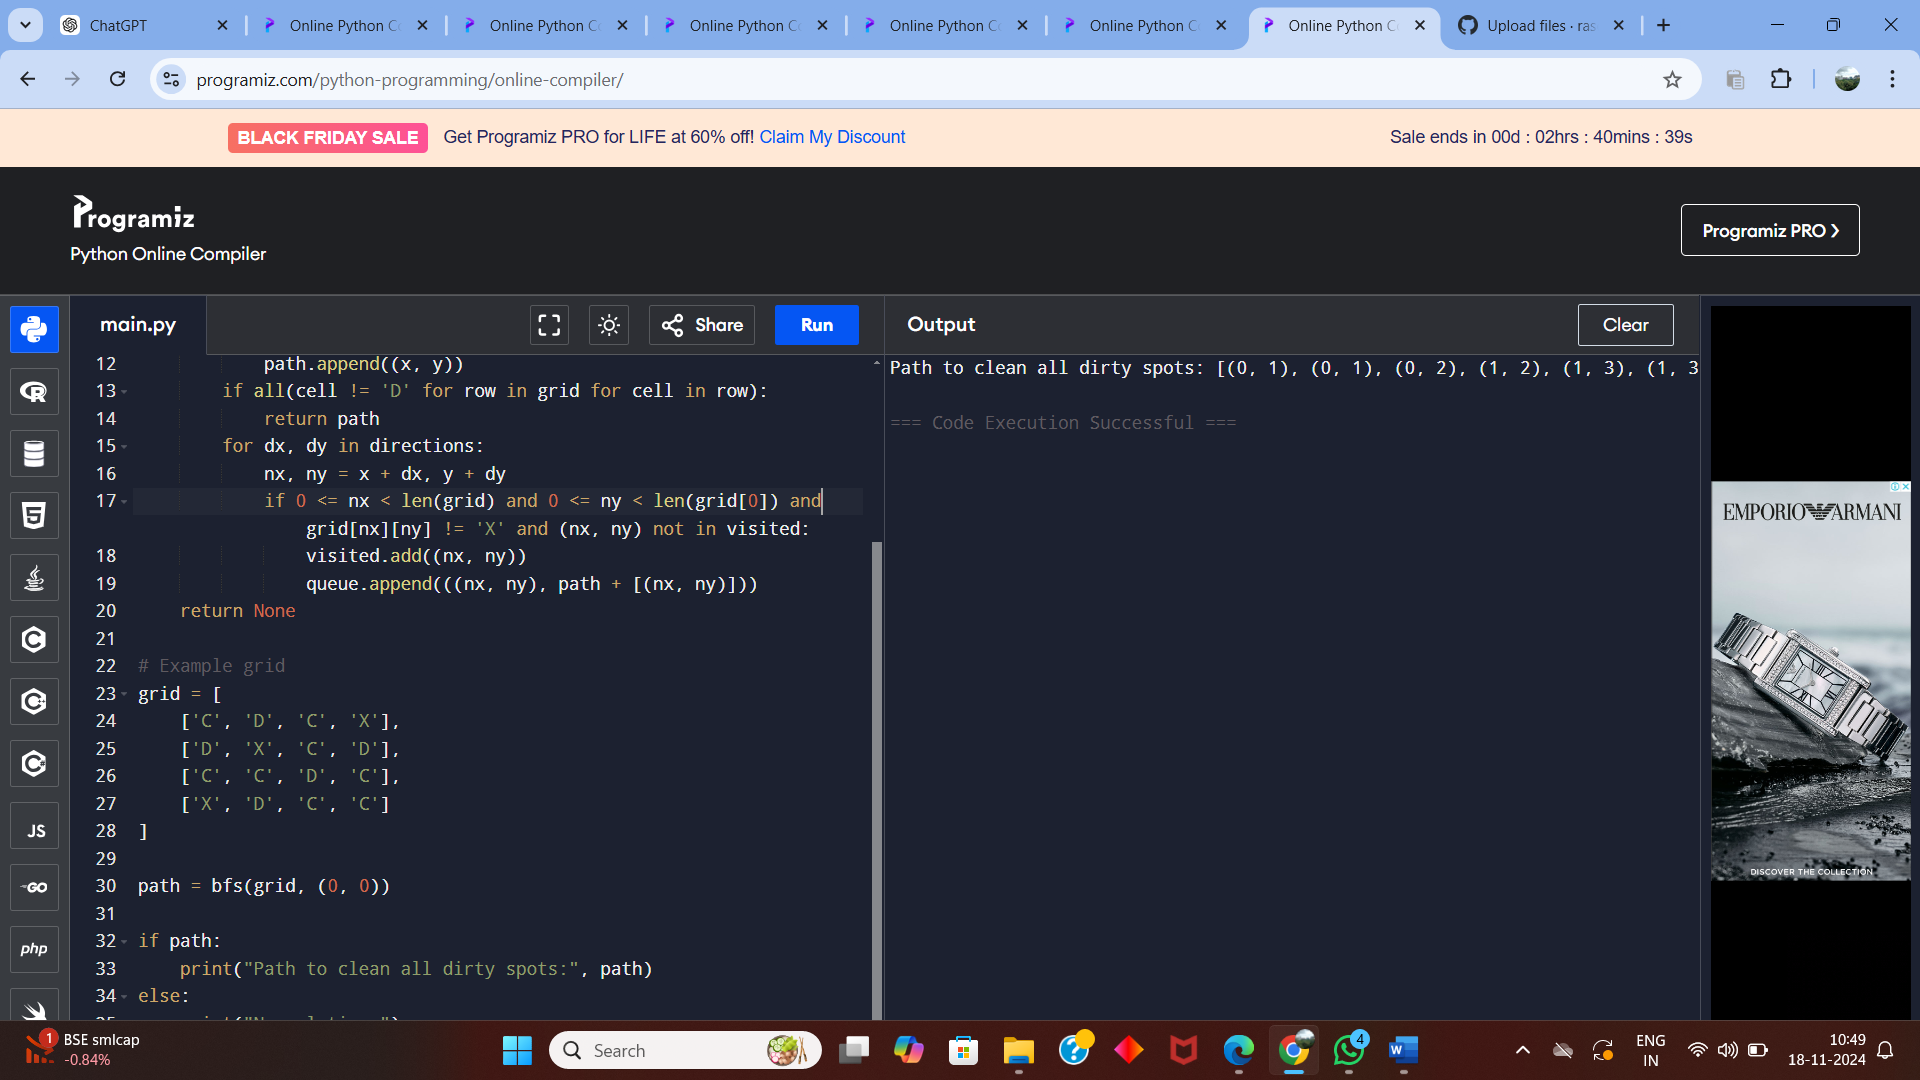 ChatGPT
Online Python C
Online Python C
Online Python C
Online Python C
Online Python C
Online Python C
Upload files · ras
programiz.com/python-programming/online-compiler/
BLACK FRIDAY SALE Get Programiz PRO for LIFE at 60% off! Claim My Discount Sale ends in 00d : 02hrs : 40mins : 39s
Programiz
Python Online Compiler
Programiz PRO
main.py
Share
Run
Output
Clear
12 path.append((x, y))
13 if all(cell != 'D' for row in grid for cell in row):
14 return path
15 for dx, dy in directions:
16 nx, ny = x + dx, y + dy
17 if 0 <= nx < len(grid) and 0 <= ny < len(grid[0]) and
grid[nx][ny] != 'X' and (nx, ny) not in visited:
18 visited.add((nx, ny))
19 queue.append(((nx, ny), path + [(nx, ny)]))
20 return None
21
22 # Example grid
23 grid = [
24 ['C', 'D', 'C', 'X'],
25 ['D', 'X', 'C', 'D'],
26 ['C', 'C', 'D', 'C'],
27 ['X', 'D', 'C', 'C']
28 ]
29
30 path = bfs(grid, (0, 0))
31
32 if path:
33 print("Path to clean all dirty spots:", path)
34 else:
Path to clean all dirty spots: [(0, 1), (0, 1), (0, 2), (1, 2), (1, 3), (1, 3
=== Code Execution Successful ===
JS
GO
php
EMPORIO ARMANI
DISCOVER THE COLLECTION
1
BSE smlcap
-0.84%
Search
4
ENG
IN
10:49
18-11-2024